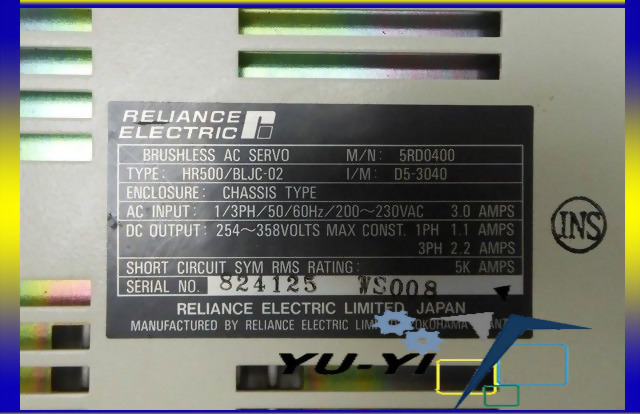 RELIANCE
ELECTRIC
BRUSHLESS AC SERVO M/N: 5RD0400
TYPE: HR500/BLJC-02 I/M: D5-3040
ENCLOSURE: CHASSIS TYPE
AC INPUT: 1/3PH/50/60Hz/200~230VAC 3.0 AMPS
DC OUTPUT: 254~358VOLTS MAX CONST. 1PH 1.1 AMPS
3PH 2.2 AMPS
INS
SHORT CIRCUIT SYM RMS RATING: 5K AMPS
SERIAL NO. 824125 WS008
RELIANCE ELECTRIC LIMITED, JAPAN
MANUFACTURED BY RELIANCE ELECTRIC
YU-YI